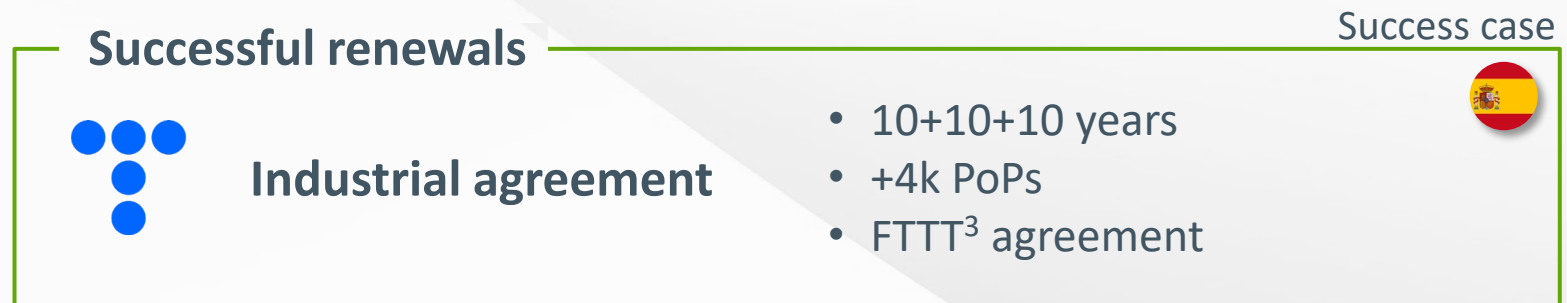 Success case
Successful renewals
Industrial agreement
• 10+10+10 years
• +4k PoPs
• FTTT³ agreement